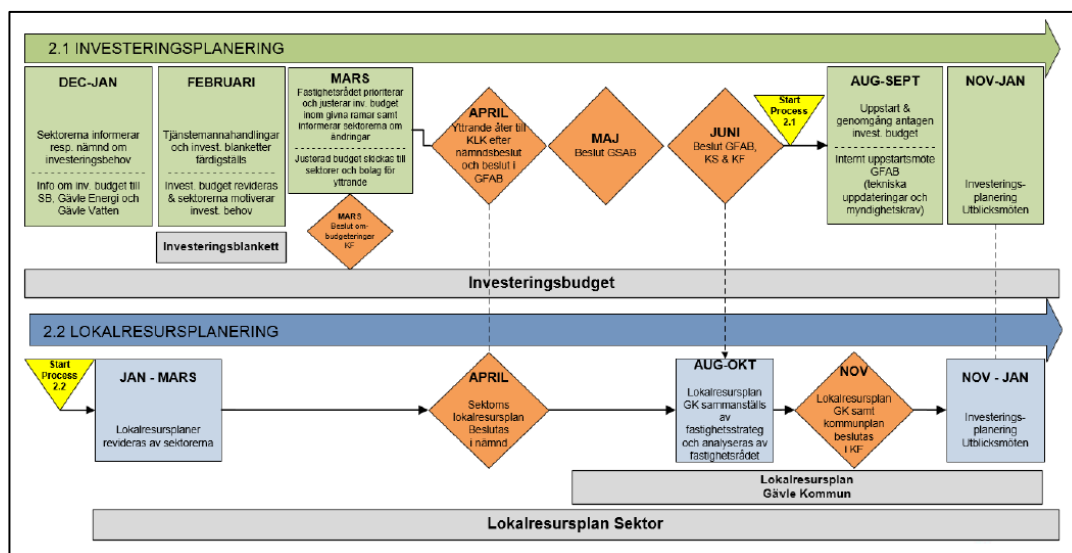 2.1 INVESTERINGSPLANERING
DEC-JAN
Sektorerna informerar
resp. nämnd om
investeringsbehov
Info om inv. budget till
SB, Gävle Energi och
Gävle Vatten
FEBRUARI
Tjänstemannahandlingar
och invest. blanketter
färdigställs
Invest. budget revideras
& sektorerna motiverar
invest. behov
Investeringsblankett
MARS
Fastighetsrådet prioriterar
och justerar inv. budget
inom givna ramar samt
informerar sektorerna om
ändringar
Justerad budget skickas till
sektorer och bolag för
yttrande
MARS
Beslut om-
budgeteringar
KF
APRIL
Yttrande åter till
KLK efter
nämndsbeslut
och beslut i
GFAB
MAJ
Beslut GSAB
JUNI
Beslut GFAB,
KS & KF
Start
Process
2.1
AUG-SEPT
Uppstart &
genomgång antagen
invest. budget
Internt uppstartsmöte
GFAB
(tekniska
uppdateringar och
myndighetskrav)
NOV-JAN
Investerings-
planering
Utblicksmöten
Investeringsbudget
2.2 LOKALRESURSPLANERING
Start
Process
2.2
JAN - MARS
Lokalresursplaner
revideras av sektorerna
APRIL
Sektorns
lokalresursplan
Beslutas
i nämnd
AUG-OKT
Lokalresursplan
GK sammanställs
av
fastighetsstrateg
och analyseras av
fastighetsrådet
NOV
Lokalresursplan
GK samt
kommunplan
beslutas
i KF
NOV - JAN
Investerings-
planering
Utblicksmöten
Lokalresursplan
Gävle Kommun
Lokalresursplan Sektor